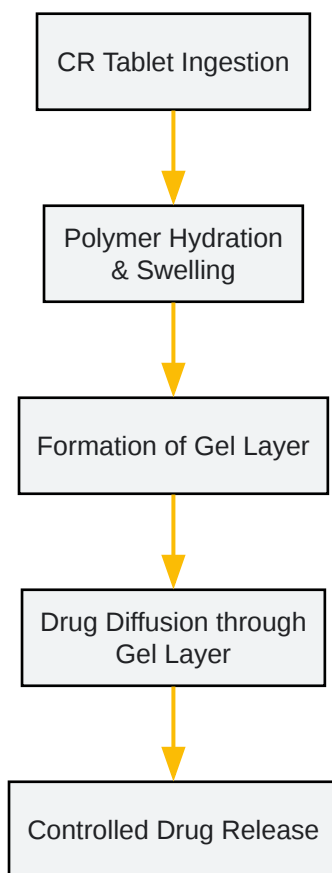 CR Tablet Ingestion
Polymer Hydration
& Swelling
Formation of Gel Layer
Drug Diffusion through
Gel Layer
Controlled Drug Release